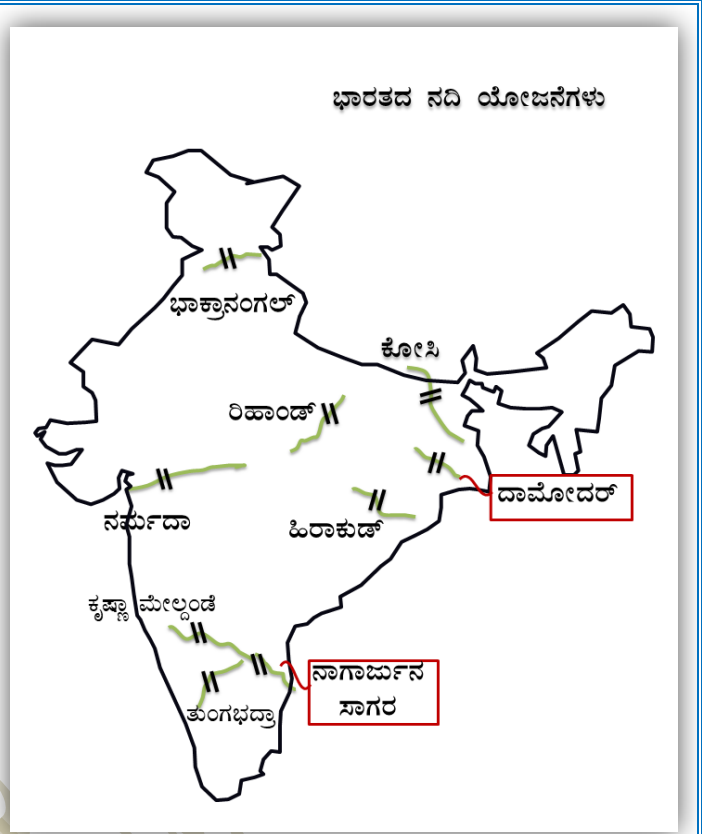 ಭಾರತದ ನದಿ ಯೋಜನೆಗಳು
ಭಾಕ್ರಾನಂಗಲ್
ಕೋಸಿ
ರಿಹಾಂಡ್
ದಾಮೋದರ್
ನರ್ಮದಾ
ಹಿರಾಕುಡ್
ಕೃಷ್ಣಾ ಮೇಲ್ದಂಡೆ
ನಾಗಾರ್ಜುನ
ಸಾಗರ
ತುಂಗಭದ್ರಾ